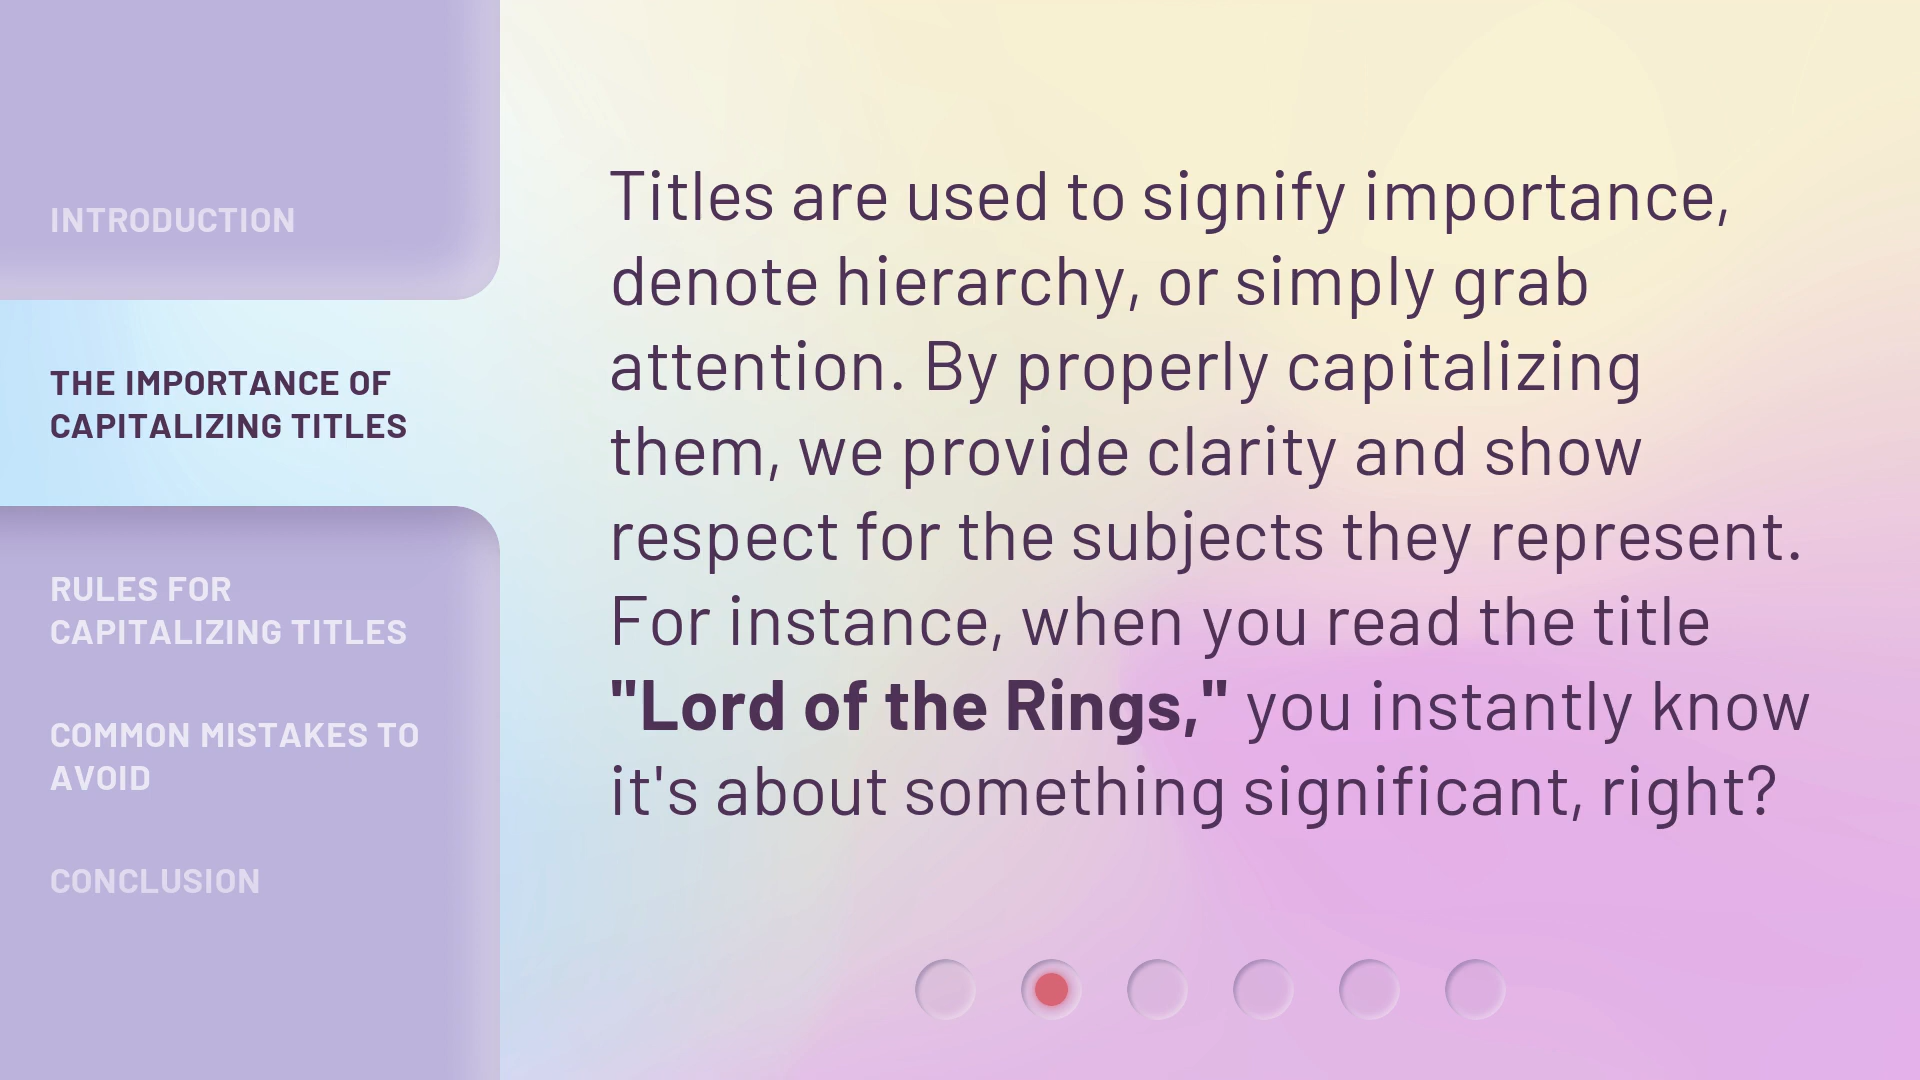 INTRODUCTION
THE IMPORTANCE OF
CAPITALIZING TITLES
RULES FOR
CAPITALIZING TITLES
COMMON MISTAKES TO
AVOID
CONCLUSION
Titles are used to signify importance,
denote hierarchy, or simply grab
attention. By properly capitalizing
them, we provide clarity and show
respect for the subjects they represent.
For instance, when you read the title
"Lord of the Rings," you instantly know
it's about something significant, right?